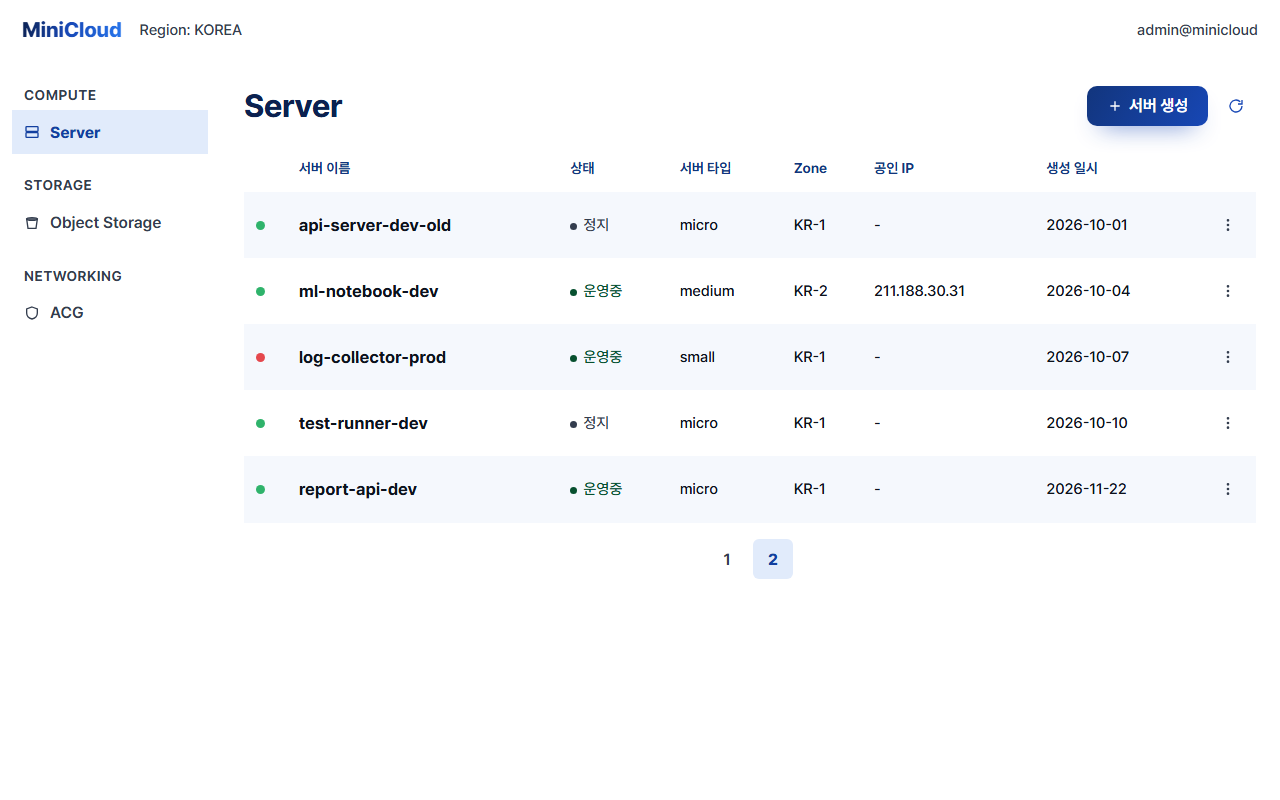 MiniCloud Region: KOREA admin@minicloud
COMPUTE
Server
STORAGE
Object Storage
NETWORKING
ACG
Server
+ 서버 생성
서버 이름 상태 서버 타입 Zone 공인 IP 생성 일시
api-server-dev-old 정지 micro KR-1 - 2026-10-01
ml-notebook-dev 운영중 medium KR-2 211.188.30.31 2026-10-04
log-collector-prod 운영중 small KR-1 - 2026-10-07
test-runner-dev 정지 micro KR-1 - 2026-10-10
report-api-dev 운영중 micro KR-1 - 2026-11-22
1 2